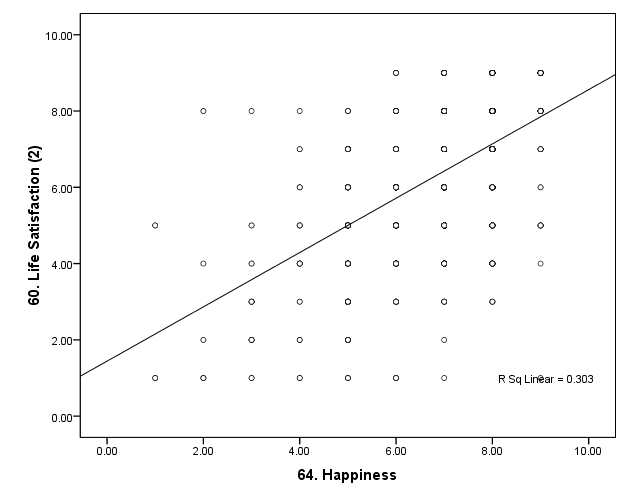 10.00
8.00
6.00
4.00
2.00
0.00
60. Life Satisfaction (2)
R Sq Linear = 0.303
0.00 2.00 4.00 6.00 8.00 10.00
64. Happiness